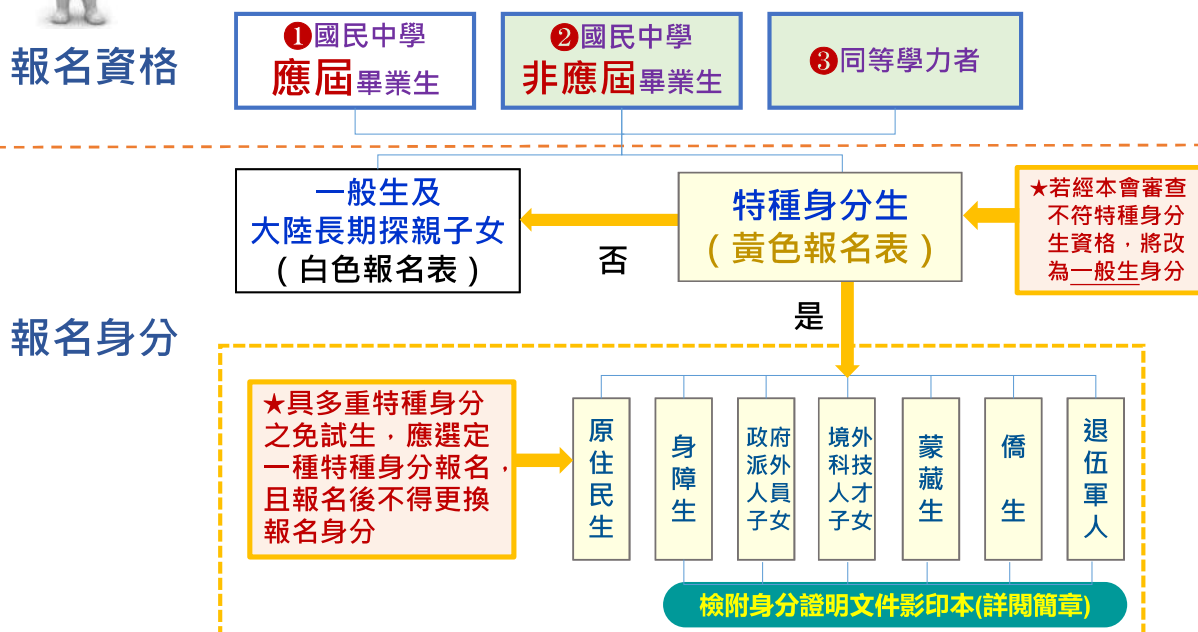 報名資格
❶國民中學
應屆畢業生
❷國民中學
非應屆畢業生
❸同等學力者
一般生及
大陸長期探親子女
（白色報名表）
特種身分生
（黃色報名表）
★若經本會審查
不符特種身分
生資格，將改
為一般生身分
否
是
報名身分
★具多重特種身分
之免試生，應選定
一種特種身分報名，
且報名後不得更換
報名身分
原住民生
身障生
政府派外人員子女
境外科技人才子女
蒙藏生
僑生
退伍軍人
檢附身分證明文件影印本(詳閱簡章)